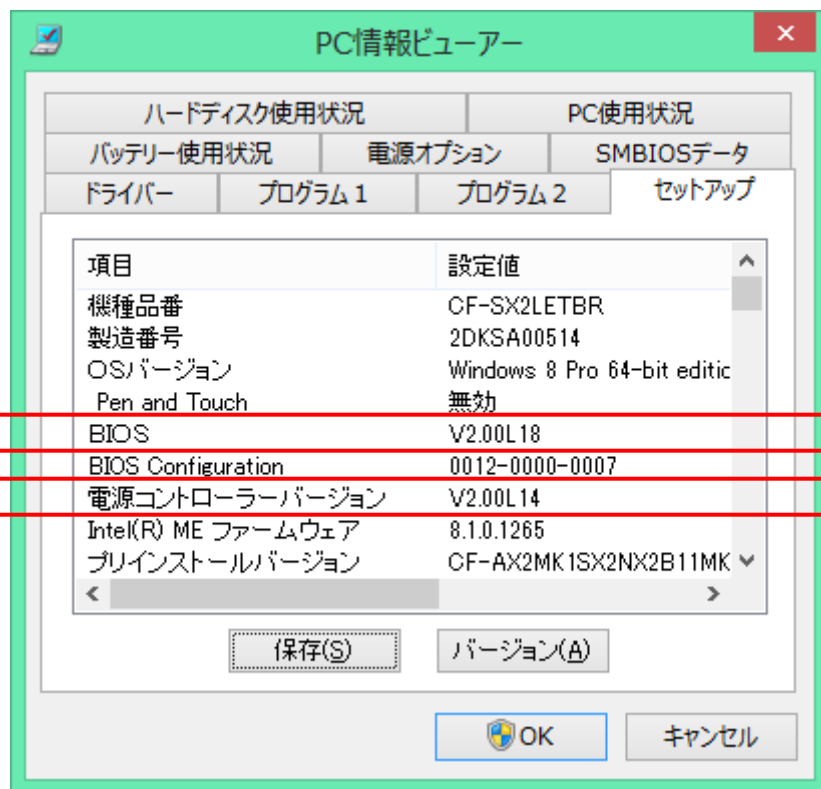 PC情報ビューアー
ハードディスク使用状況 PC使用状況
バッテリー使用状況 電源オプション SMBIOSデータ
ドライバー プログラム 1 プログラム 2 セットアップ
項目 設定値
機種品番 CF-SX2LETBR
製造番号 2DKSA00514
OSバージョン Windows 8 Pro 64-bit editic
Pen and Touch 無効
BIOS V2.00L18
BIOS Configuration 0012-0000-0007
電源コントローラーバージョン V2.00L14
Intel(R) ME ファームウェア 8.1.0.1265
プリインストールバージョン CF-AX2MK1SX2NX2B11MK
保存(S) バージョン(A)
OK キャンセル